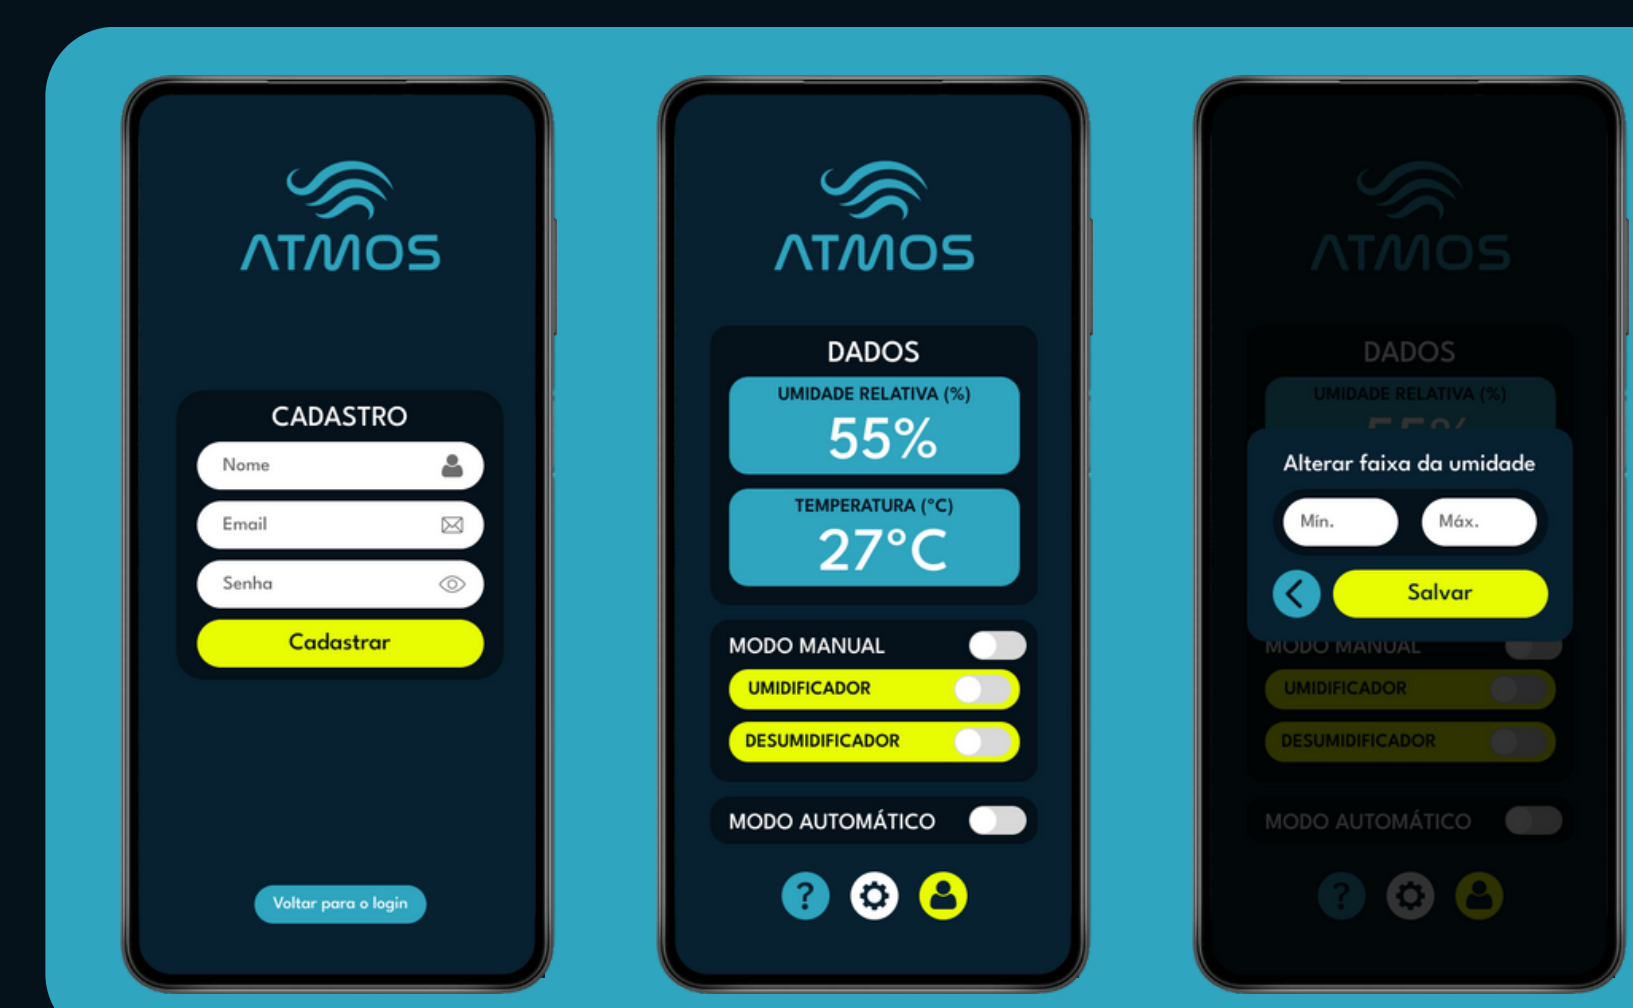 ATMOS
CADASTRO
Nome
Email
Senha
Cadastrar
Voltar para o login
ATMOS
DADOS
UMIDADE RELATIVA (%)
55%
TEMPERATURA (°C)
27°C
MODO MANUAL
UMIDIFICADOR
DESUMIDIFICADOR
MODO AUTOMÁTICO
?
ATMOS
DADOS
UMIDADE RELATIVA (%)
55%
Alterar faixa da umidade
Mín.
Máx.
Salvar
MODO MANUAL
UMIDIFICADOR
DESUMIDIFICADOR
MODO AUTOMÁTICO
?